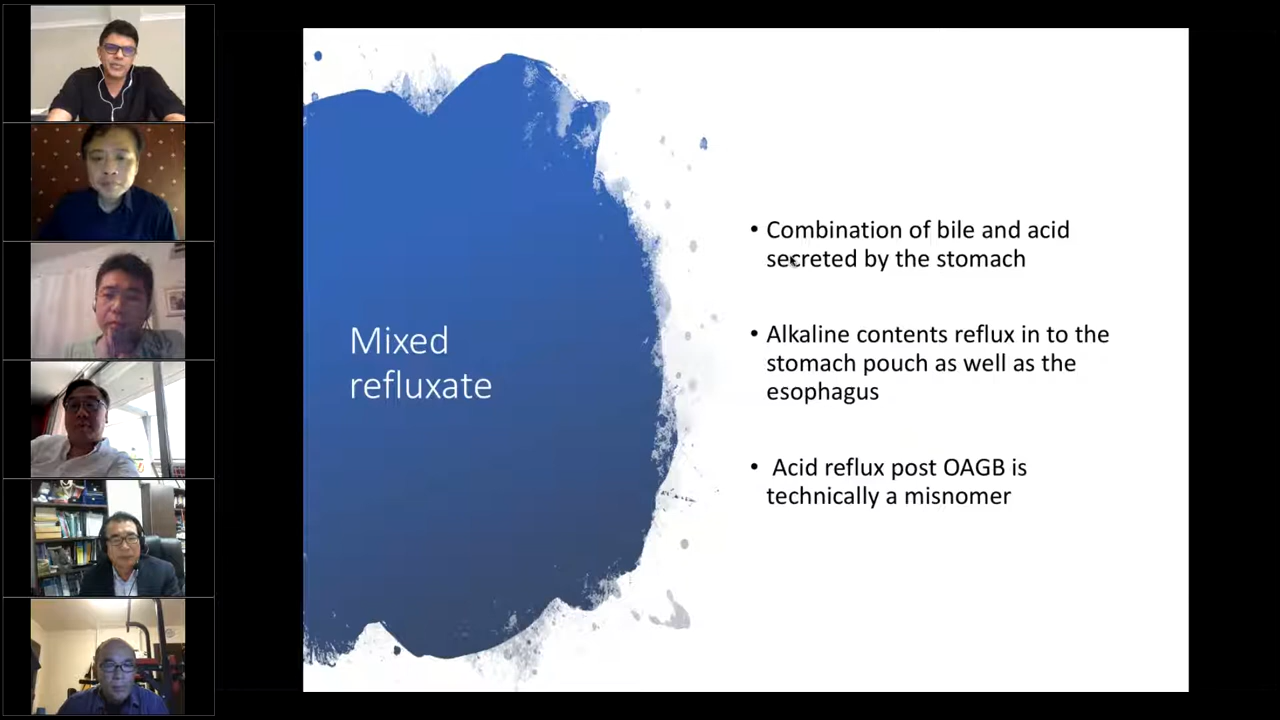 Mixed
refluxate
• Combination of bile and acid
secreted by the stomach
• Alkaline contents reflux in to the
stomach pouch as well as the
esophagus
• Acid reflux post OAGB is
technically a misnomer